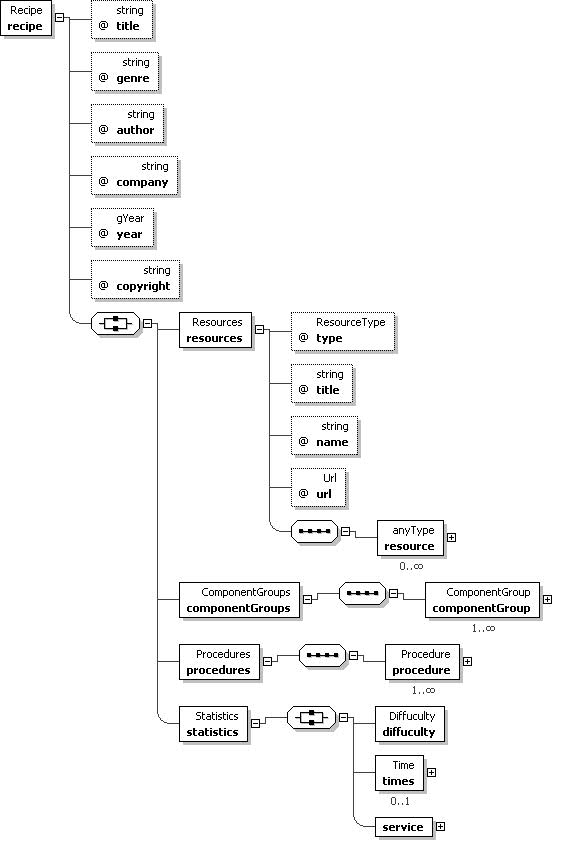 Recipe
recipe
string
@ title
string
@ genre
string
@ author
string
@ company
gYear
@ year
string
@ copyright
Resources
resources
ResourceType
@ type
string
@ title
string
@ name
Url
@ url
anyType
resource
0..∞
ComponentGroups
componentGroups
ComponentGroup
componentGroup
1..∞
Procedures
procedures
Procedure
procedure
1..∞
Statistics
statistics
Diffuculty
diffuculty
Time
times
0..1
service